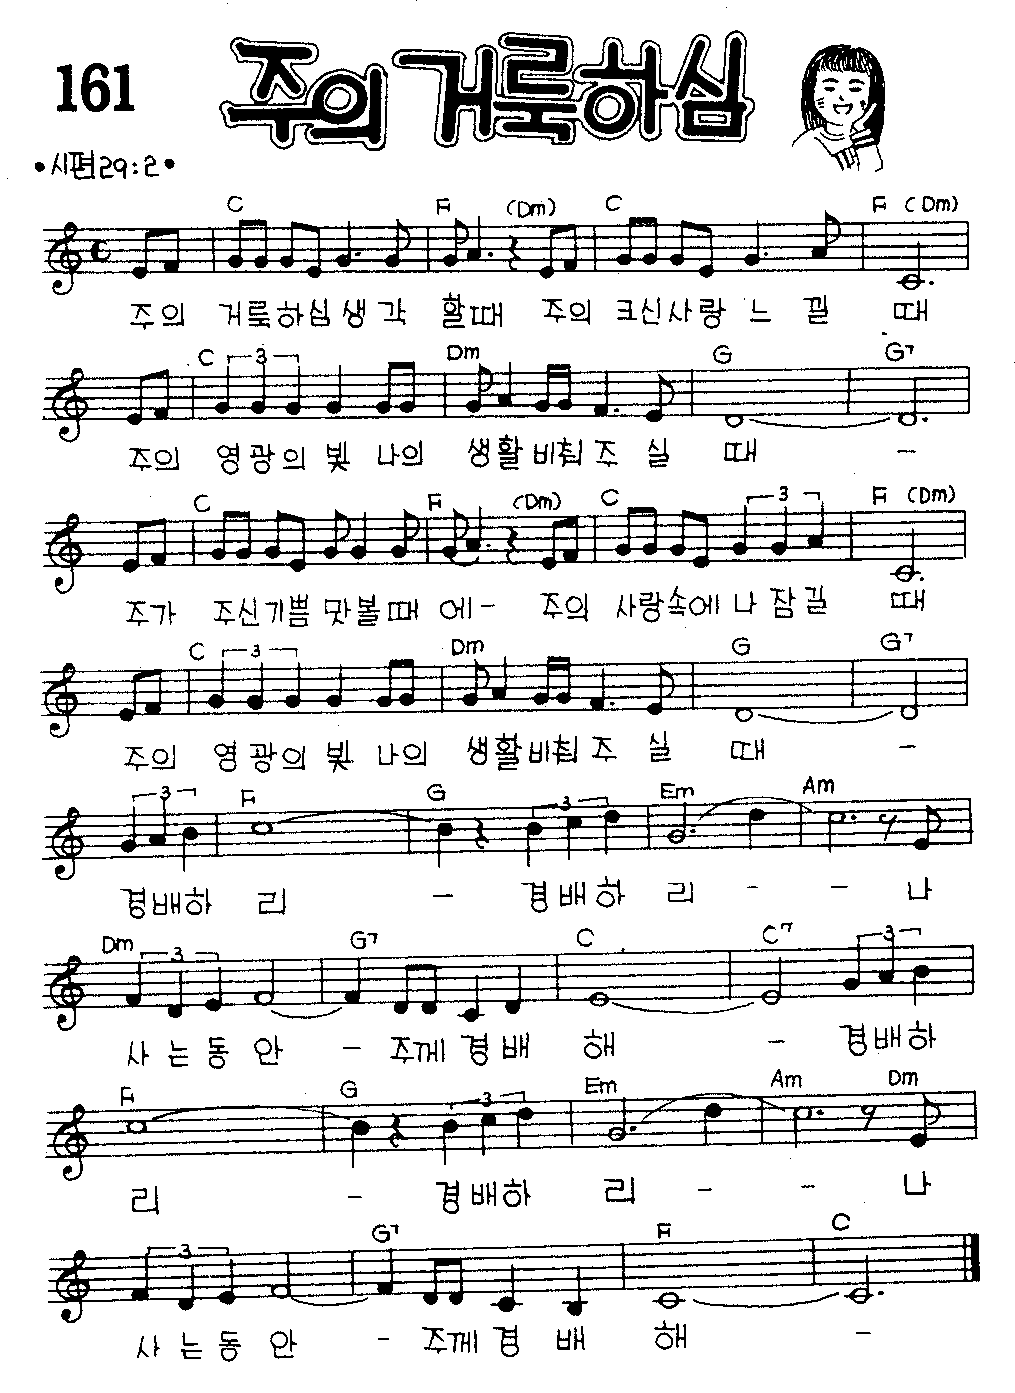 161
주의 거룩하심
•시편29:2•
C F (Dm) C F (Dm)
주의 거룩하심 생각 할때 주의 크신사랑 느낄 때
C 3 Dm G G7
주의 영광의 빛 나의 생활비춰주 실 때 -
C F (Dm) C 3 F (Dm)
주가 주신기쁨 맛볼때 에- 주의 사랑속에 나 잠길 때
C 3 Dm G G7
주의 영광의 빛 나의 생활비춰주 실 때 -
3 F G 3 Em Am
경배하 리 - 경배하 리 - - 나
Dm 3 G7 C C7 3
사는동안 - 주께경배 해 - 경배하
F G 3 Em Am Dm
리 - 경배하 리 - - 나
3 G7 F C
사는동안 - 주께경 배 해 -